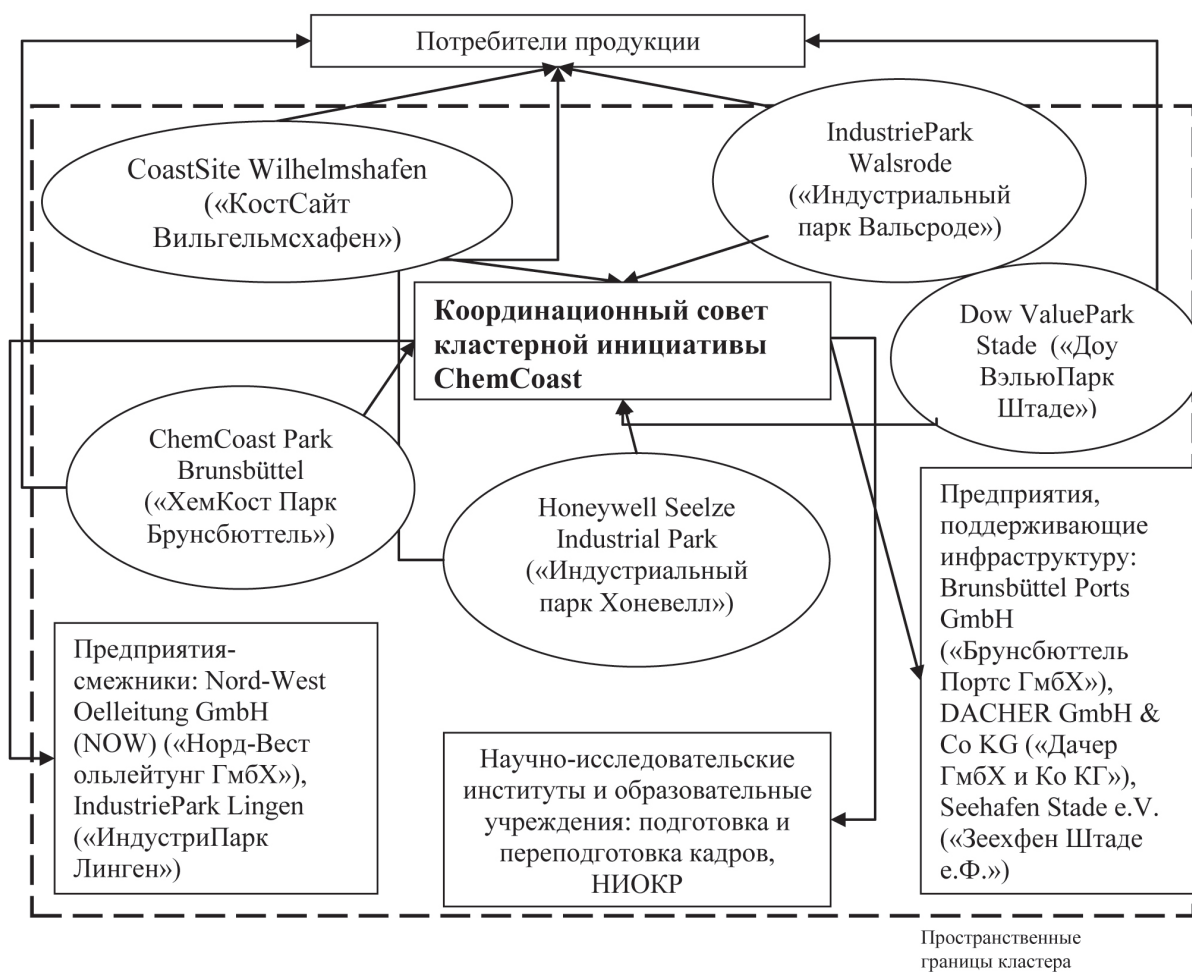 Потребители продукции
CoastSite Wilhelmshafen
(«КостСайт
Вильгельмсхафен»)
IndustriePark
Walsrode
(«Индустриальный
парк Вальсроде»)
Координационный совет
кластерной инициативы
ChemCoast
Dow ValuePark
Stade («Доу
ВэльюПарк
Штаде»)
ChemCoast Park
Brunsbüttel
(«ХемКост Парк
Брунсбюттель»)
Honeywell Seelze
Industrial Park
(«Индустриальный
парк Хоневелл»)
Предприятия,
поддерживающие
инфраструктуру:
Brunsbüttel Ports
GmbH
(«Брунсбюттель
Портс ГмбХ»),
DACHER GmbH &
Co KG («Дачер
ГмбХ и Ко КГ»),
Seehafen Stade e.V.
(«Зеехфен Штаде
е.Ф.»)
Предприятия-
смежники: Nord-West
Oelleitung GmbH
(NOW) («Норд-Вест
ольлейтунг ГмбХ»),
IndustriePark Lingen
(«ИндустриПарк
Линген»)
Научно-исследовательские
институты и образовательные
учреждения: подготовка и
переподготовка кадров,
НИОКР
Пространственные
границы кластера